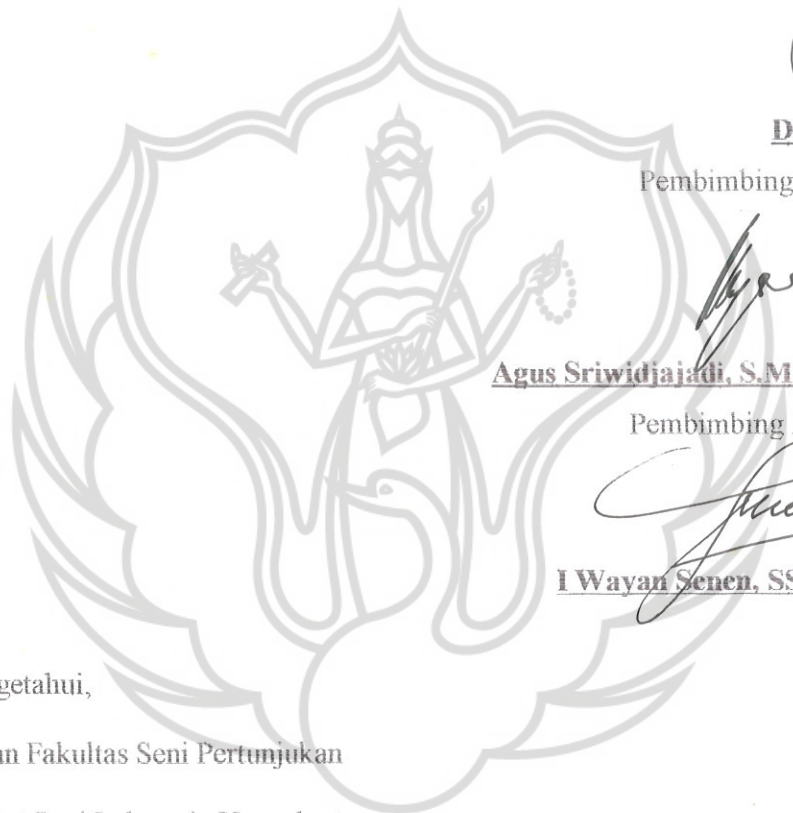 Pembimbing
Agus Sriwidjajadi, S.M
Pembimbing
I Wayan Senen, SS
getahui,
an Fakultas Seni Pertunjukan